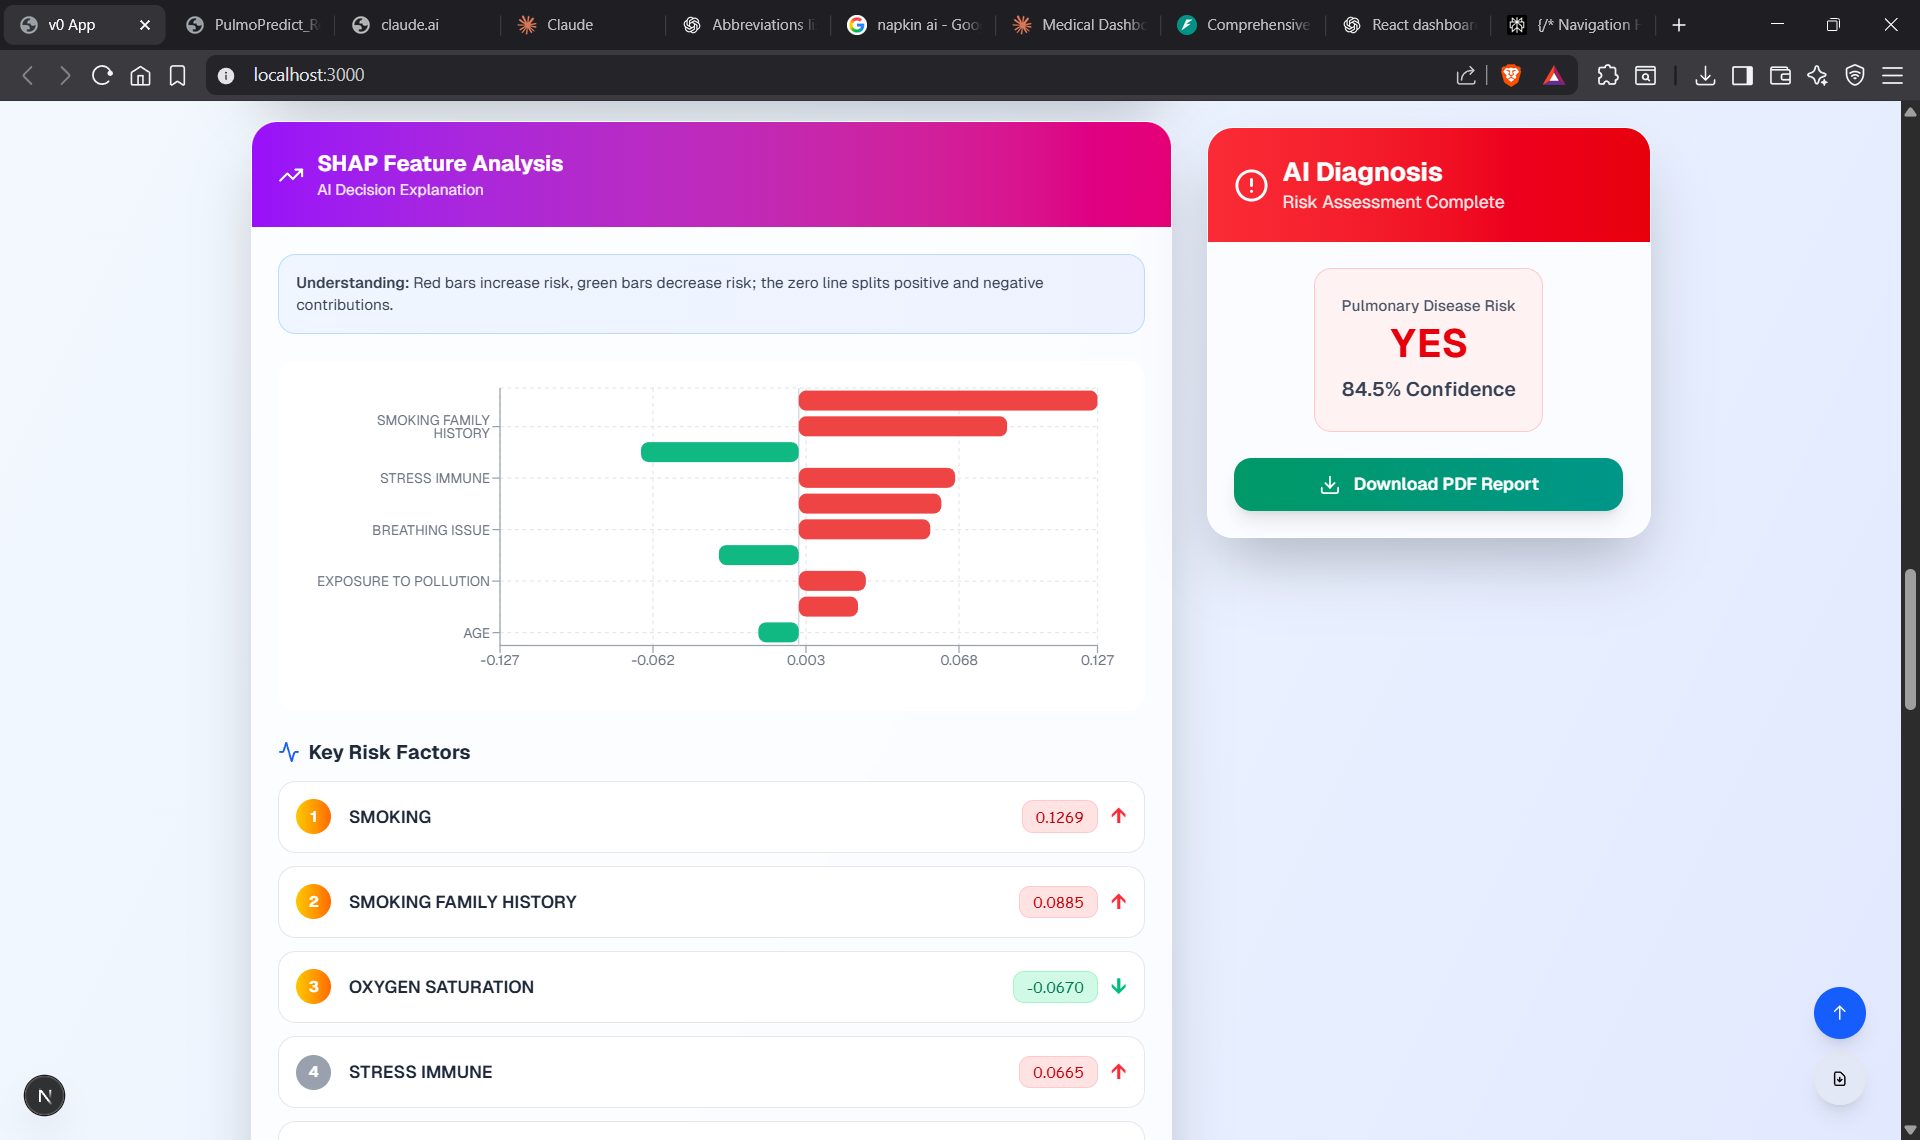 v0 App
PulmoPredict_R
claude.ai
Claude
Abbreviations li
napkin ai - Goo
Medical Dashbo
Comprehensive
React dashboar
{/* Navigation
localhost:3000
SHAP Feature Analysis
AI Decision Explanation
Understanding: Red bars increase risk, green bars decrease risk; the zero line splits positive and negative
contributions.
SMOKING FAMILY
HISTORY
STRESS IMMUNE
BREATHING ISSUE
EXPOSURE TO POLLUTION
AGE
-0.127
-0.062
0.003
0.068
0.127
Key Risk Factors
1 SMOKING 0.1269
2 SMOKING FAMILY HISTORY 0.0885
3 OXYGEN SATURATION -0.0670
4 STRESS IMMUNE 0.0665
AI Diagnosis
Risk Assessment Complete
Pulmonary Disease Risk
YES
84.5% Confidence
Download PDF Report
N